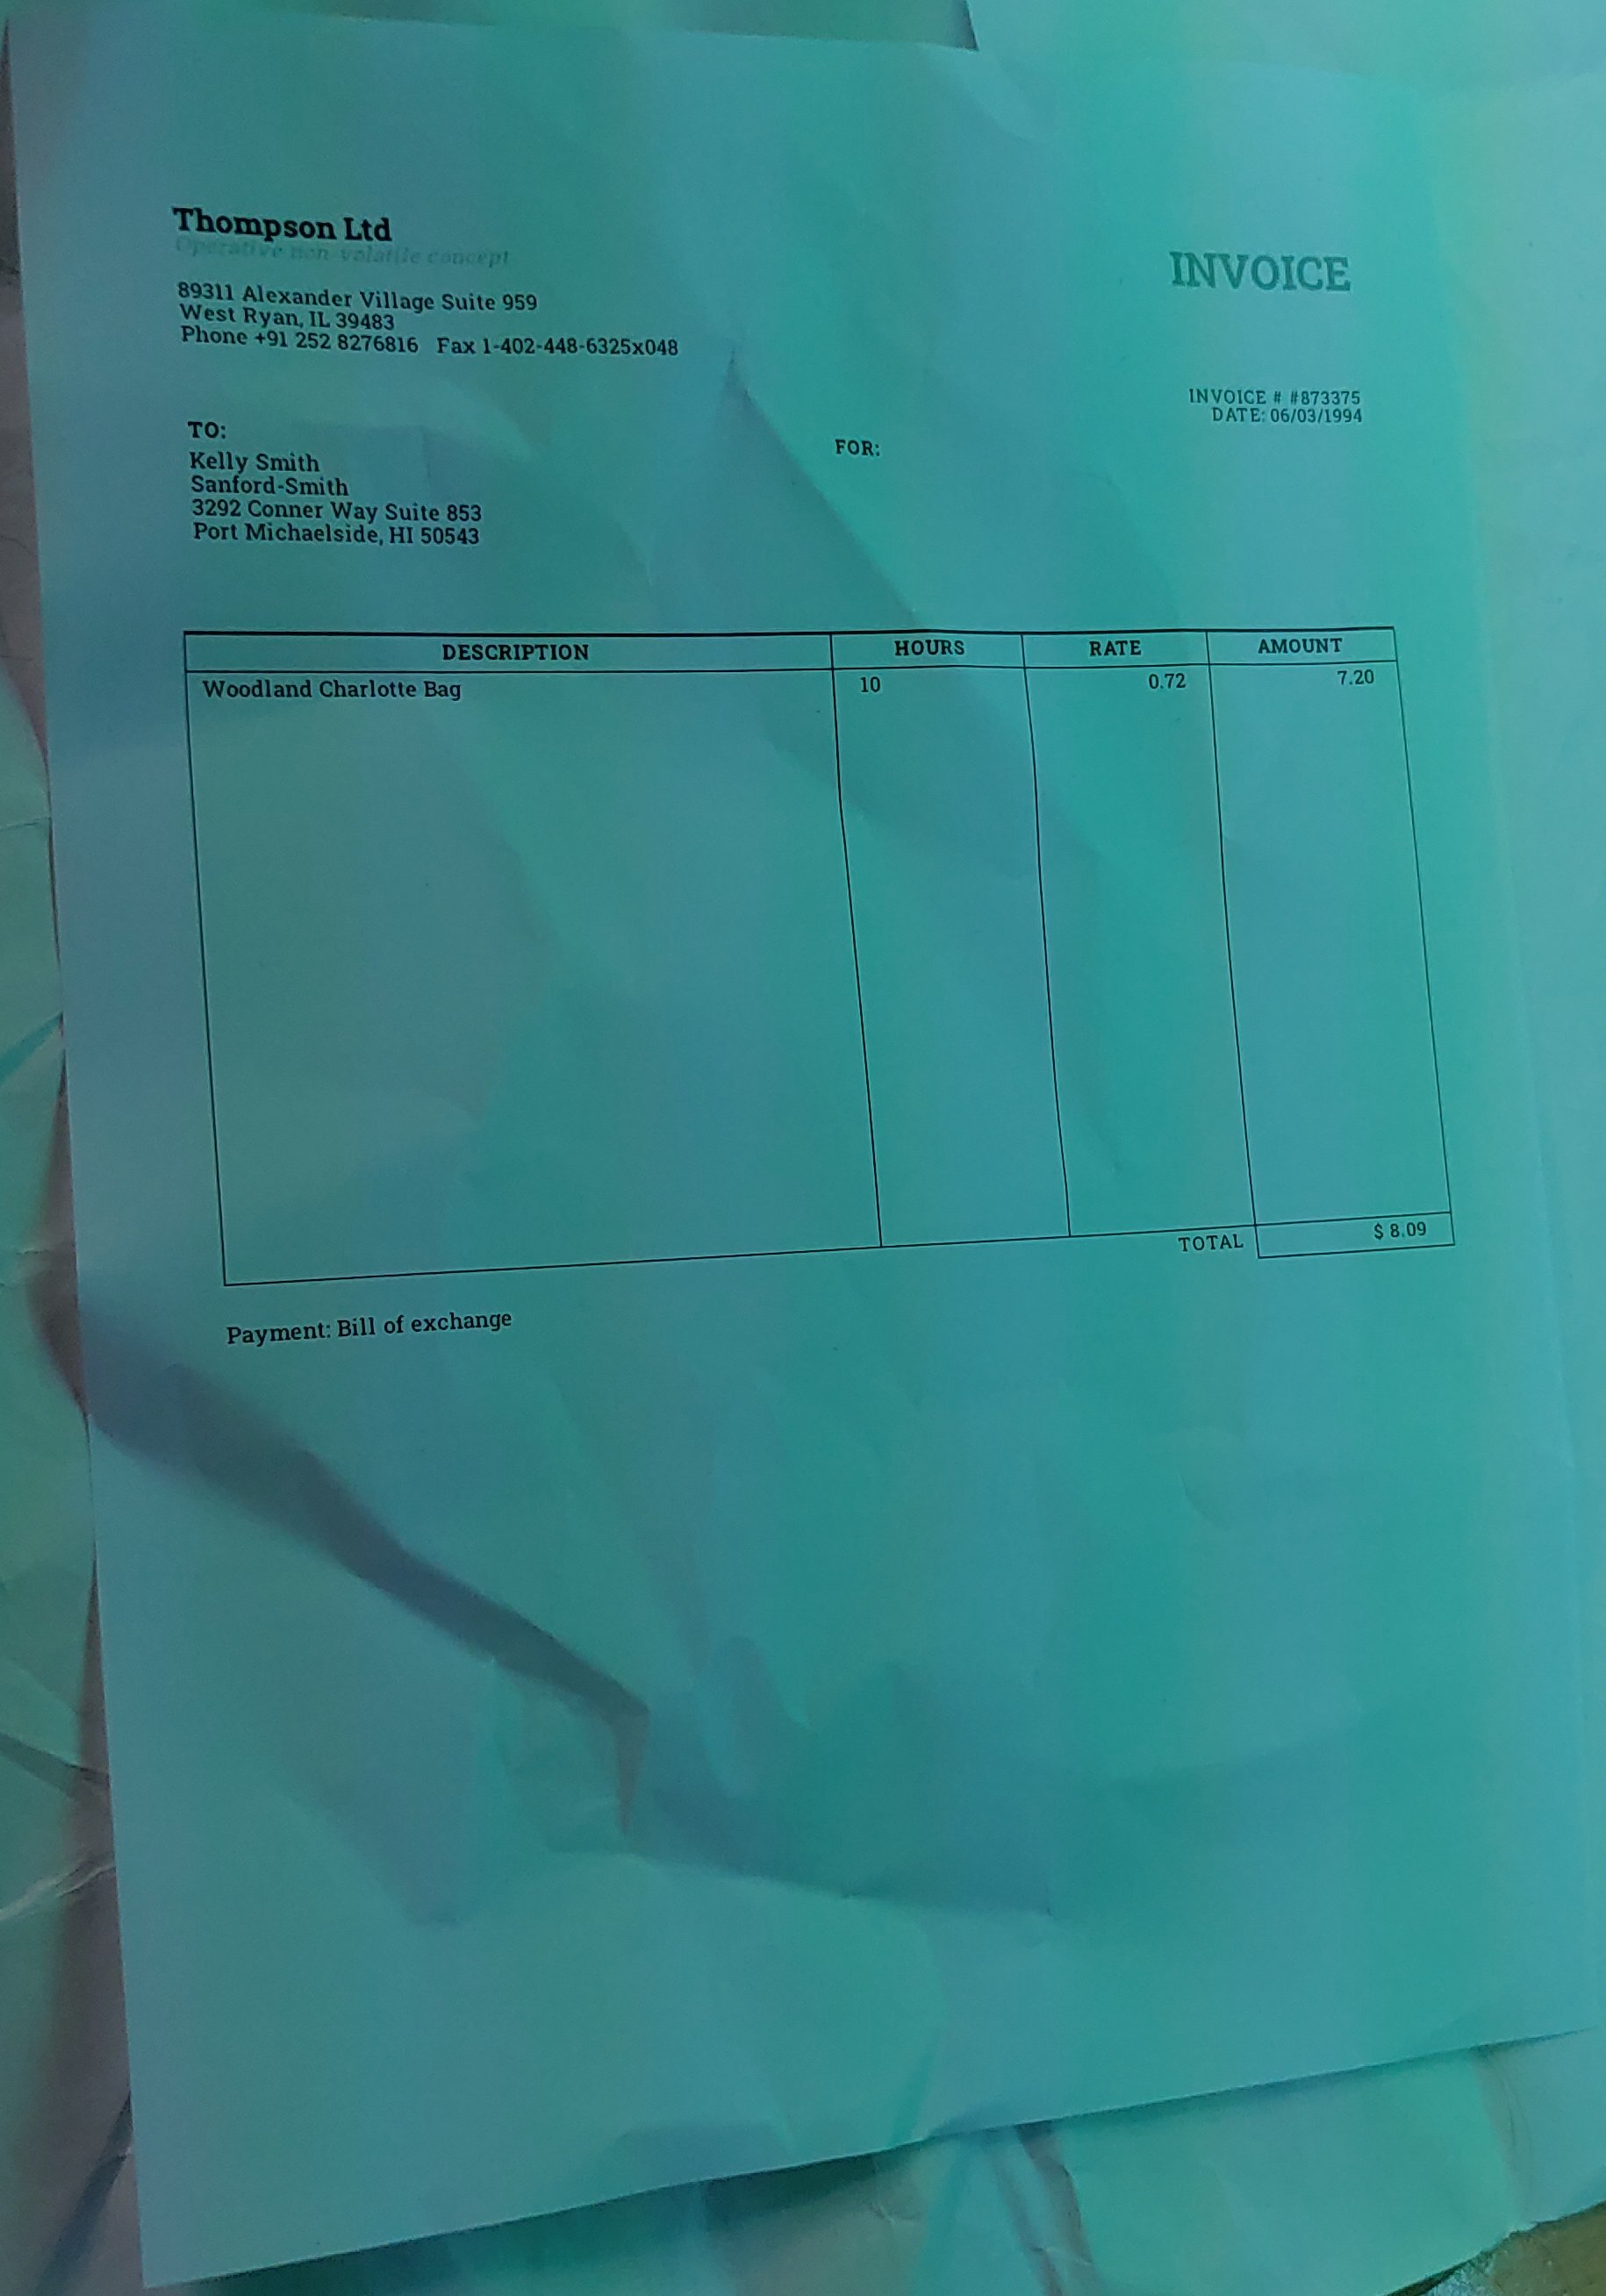 Thompson Ltd
Operative non-volatile concept
INVOICE
89311 Alexander Village Suite 959
West Ryan, IL 39483
Phone +91 252 8276816 Fax 1-402-448-6325x048
INVOICE # #873375
DATE: 06/03/1994
TO:
Kelly Smith
Sanford-Smith
3292 Conner Way Suite 853
Port Michaelside, HI 50543
FOR:
DESCRIPTION HOURS RATE AMOUNT
Woodland Charlotte Bag 10 0.72 7.20
TOTAL $ 8.09
Payment: Bill of exchange